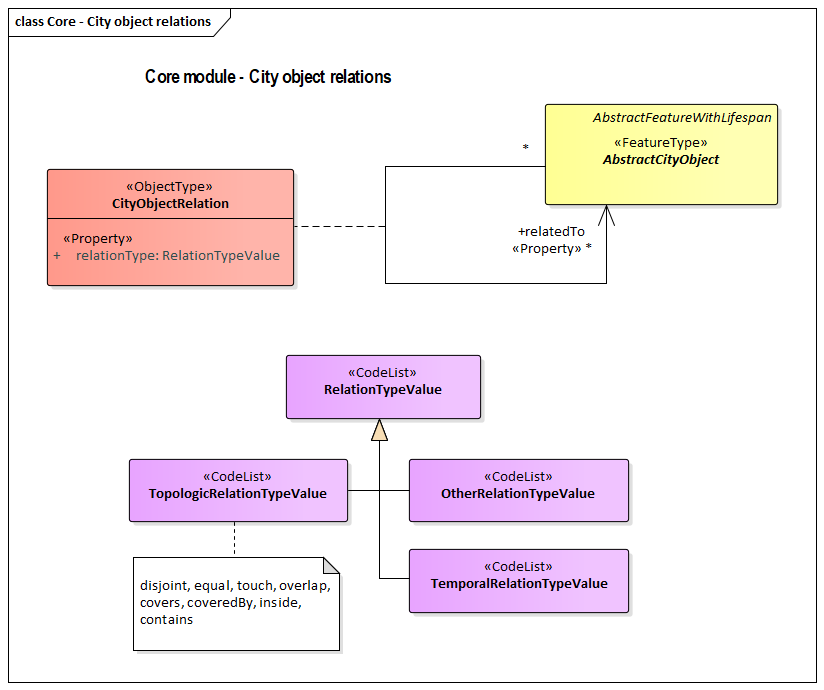 class Core - City object relations
Core module - City object relations
AbstractFeatureWithLifespan
«FeatureType»
AbstractCityObject
*
«ObjectType»
CityObjectRelation
«Property»
+ relationType: RelationTypeValue
+relatedTo
«Property» *
«CodeList»
RelationTypeValue
«CodeList»
TopologicRelationTypeValue
«CodeList»
OtherRelationTypeValue
«CodeList»
TemporalRelationTypeValue
disjoint, equal, touch, overlap,
covers, coveredBy, inside,
contains